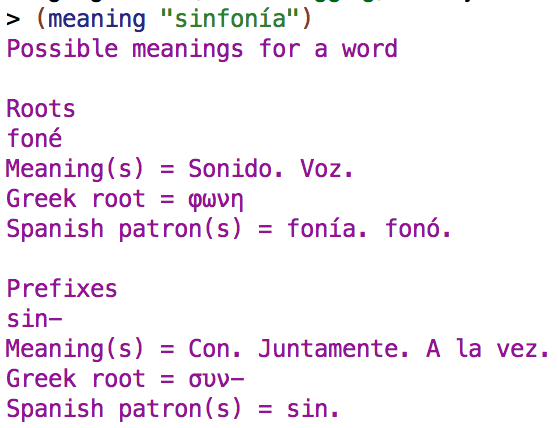 > (meaning "sinfonía")
Possible meanings for a word
Roots
foné
Meaning(s) = Sonido. Voz.
Greek root = φωνη
Spanish patron(s) = fonía. fonó.
Prefixes
sin-
Meaning(s) = Con. Juntamente. A la vez.
Greek root = συν-
Spanish patron(s) = sin.